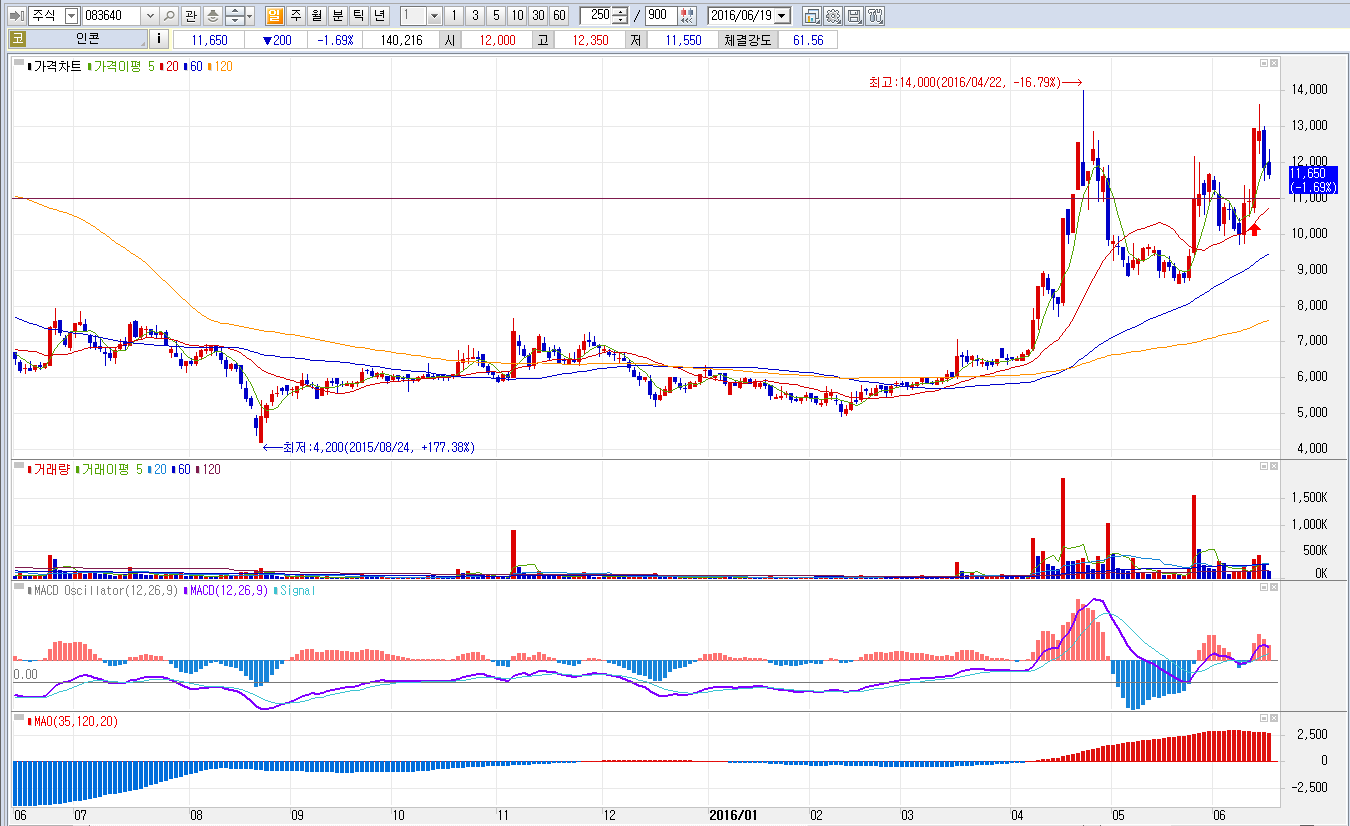 주식 083640 관 일 주 월 분 틱 년 1 1 3 5 10 30 60 250 / 900 2016/06/19
코 인콘 i 11,650 ▼200 -1.69% 140,216 시 12,000 고 12,350 저 11,550 체결강도 61.56
가격차트 가격이평 5 20 60 120
최고:14,000(2016/04/22, -16.79%)→
14,000
13,000
12,000
11,650
(-1.69%)
11,000
10,000
9,000
8,000
7,000
6,000
5,000
4,000
←최저:4,200(2015/08/24, +177.38%)
거래량 거래이평 5 20 60 120
1,500K
1,000K
500K
0K
MACD Oscillator(12,26,9) MACD(12,26,9) Signal
0.00
MAO(35,120,20)
2,500
0
-2,500
06 07 08 09 10 11 12 2016/01 02 03 04 05 06